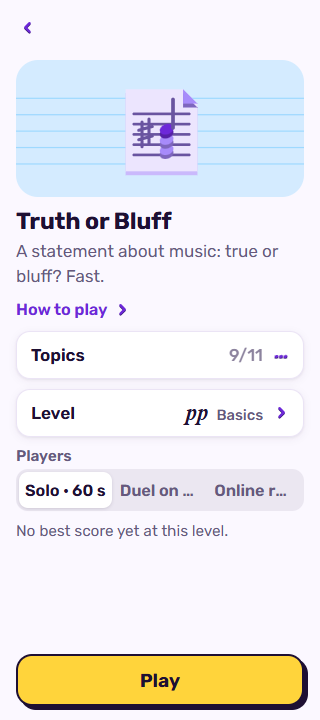 Truth or Bluff
A statement about music: true or
bluff? Fast.
How to play
Topics 9/11
Level pp Basics
Players
Solo • 60 s Duel on … Online r…
No best score yet at this level.
Play